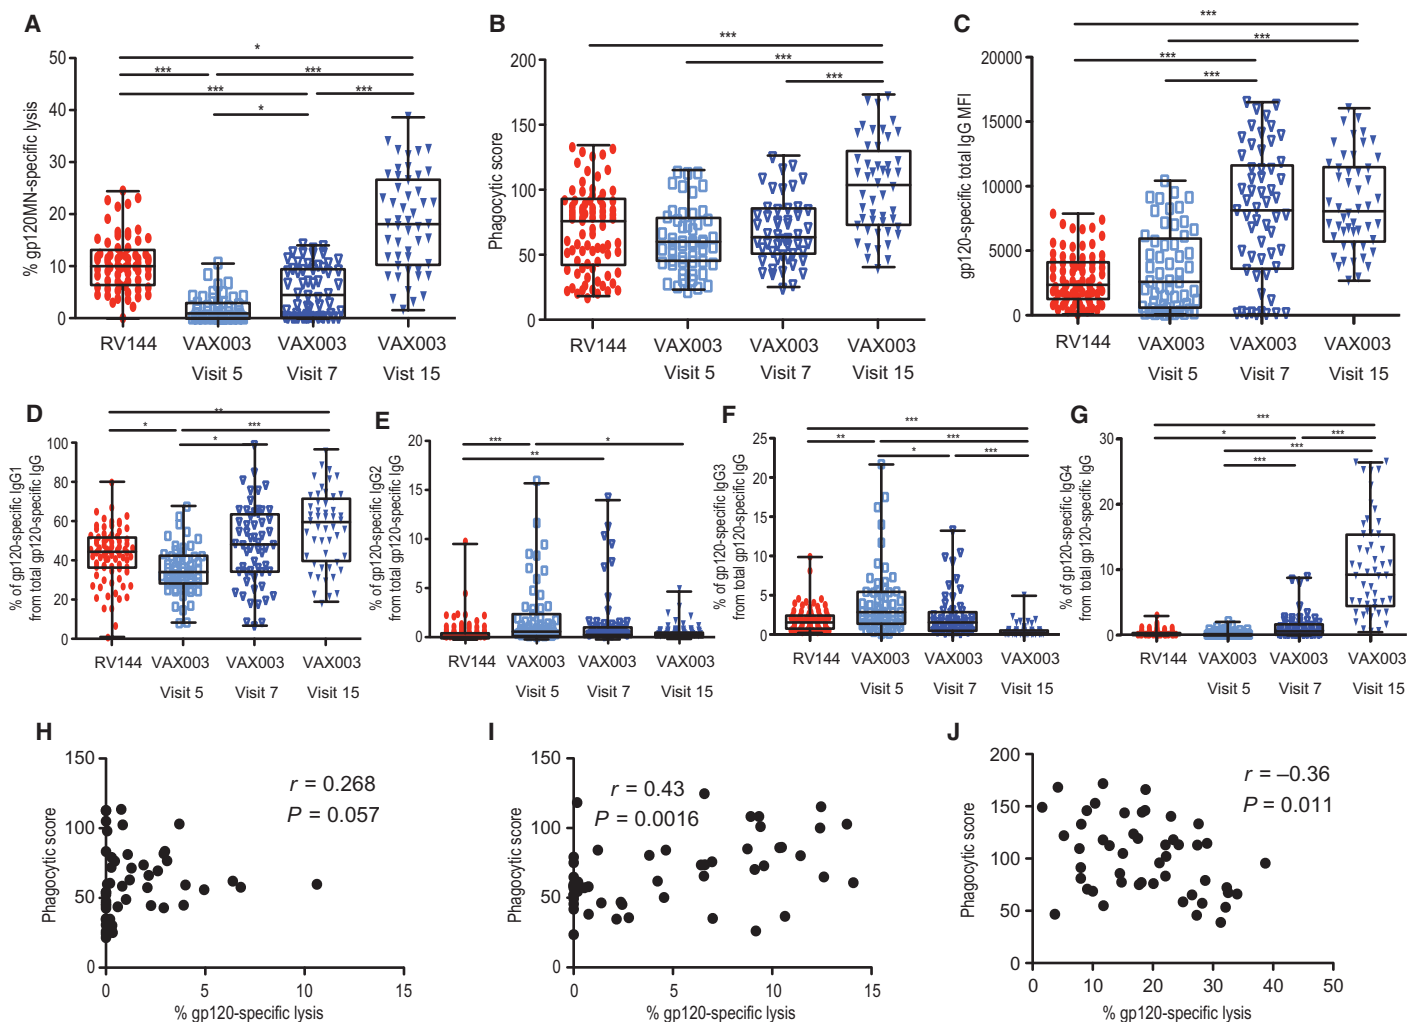 A
% gp120MN-specific lysis
50
40
30
20
10
0
*
*** ***
*** ***
*
RV144 VAX003 VAX003 VAX003
Visit 5 Visit 7 Vist 15
B
Phagocytic score
200
150
100
50
0
***
***
***
RV144 VAX003 VAX003 VAX003
Visit 5 Visit 7 Visit 15
C
gp120-specific total IgG MFI
20000
15000
10000
5000
0
***
***
***
***
RV144 VAX003 VAX003 VAX003
Visit 5 Visit 7 Visit 15
D
% of gp120-specific IgG1
from total gp120-specific IgG
100
80
60
40
20
0
**
* ***
*
RV144 VAX003 VAX003 VAX003
Visit 5 Visit 7 Visit 15
E
% of gp120-specific IgG2
from total gp120-specific IgG
20
15
10
5
0
*** *
**
RV144 VAX003 VAX003 VAX003
Visit 5 Visit 7 Visit 15
F
% of gp120-specific IgG3
from total gp120-specific IgG
25
20
15
10
5
0
***
** ***
* ***
RV144 VAX003 VAX003 VAX003
Visit 5 Visit 7 Visit 15
G
% of gp120-specific IgG4
from total gp120-specific IgG
30
20
10
0
***
* ***
***
***
RV144 VAX003 VAX003 VAX003
Visit 5 Visit 7 Visit 15
H
Phagocytic score
150
100
50
0
r = 0.268
P = 0.057
0 5 10 15
% gp120-specific lysis
I
Phagocytic score
150
100
50
0
r = 0.43
P = 0.0016
0 5 10 15
% gp120-specific lysis
J
Phagocytic score
200
150
100
50
0
r = –0.36
P = 0.011
0 10 20 30 40 50
% gp120-specific lysis